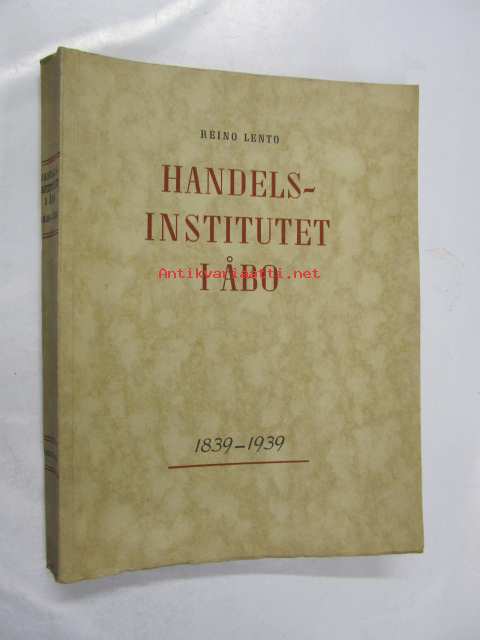 REINO LENTO
HANDELS-
INSTITUTET
I ÅBO
Antikvariaatti.net
1839-1939